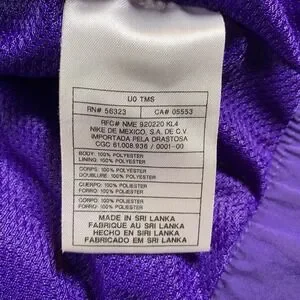 U0 TMS
RN# 56323 CA# 05553
RFC# NME 920220 KL4
NIKE DE MEXICO, S.A. DE C.V.
IMPORTADA PELA DRASTOSA
CGC 61.008.936 / 0001-00
BODY: 100% POLYESTER
LINING: 100% POLYESTER
CORPS: 100% POLYESTER
DOUBLURE: 100% POLYESTER
CUERPO: 100% POLIESTER
FORRO: 100% POLIESTER
CORPO: 100% POLIESTER
FORRO: 100% POLIESTER
MADE IN SRI LANKA
FABRIQUE AU SRI LANKA
HECHO EN SRI LANKA
FABRICADO EM SRI LANKA